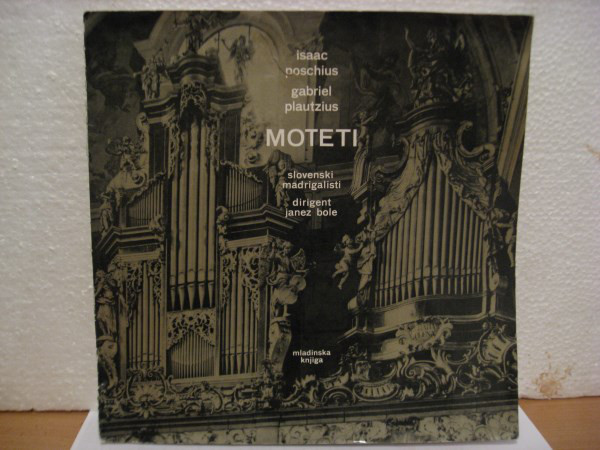 isaac
poschius
gabriel
plautzius
MOTETI
slovenski
madrigalisti
dirigent
janez bole
mladinska
knjiga